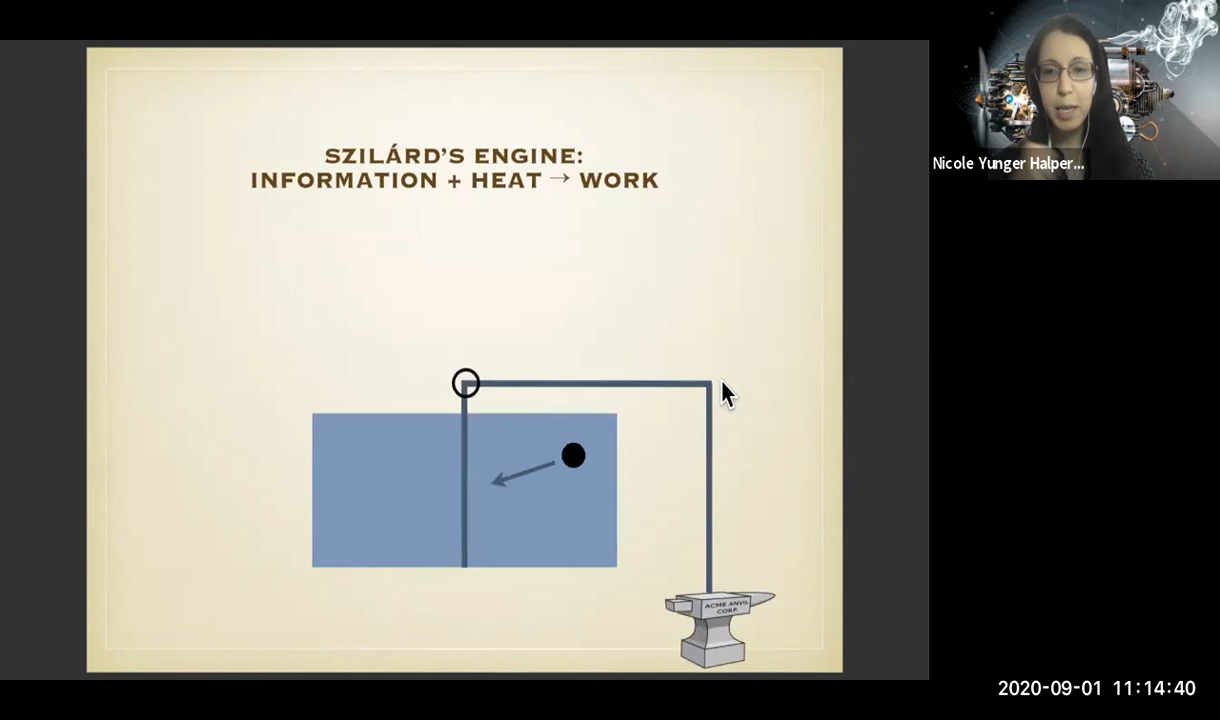 SZILÁRD'S ENGINE:
INFORMATION + HEAT → WORK
ACME ANVIL
CORP.
Nicole Yunger Halper...
2020-09-01 11:14:40